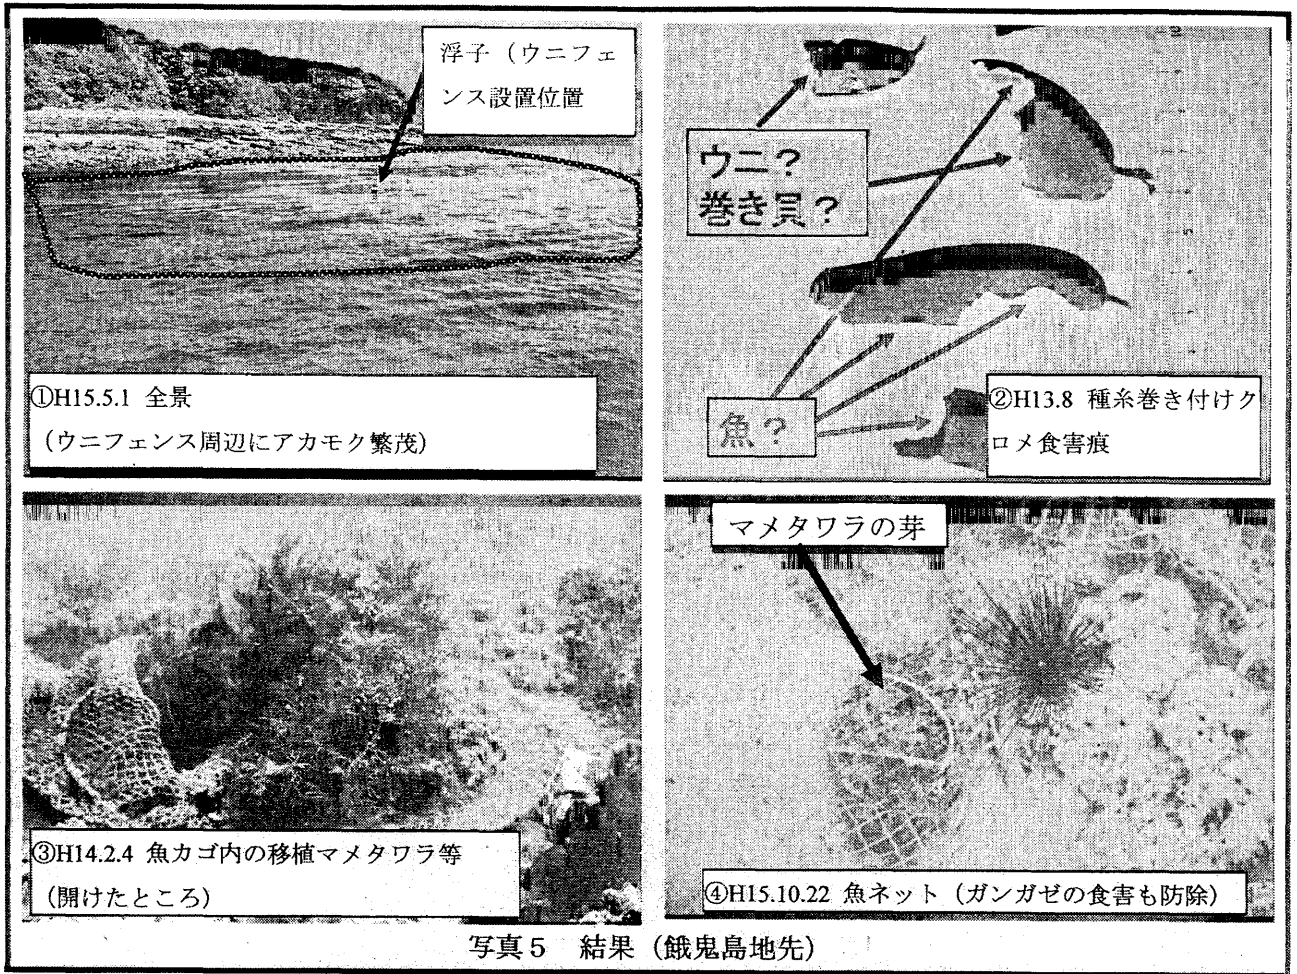 浮子（ウニフェ
ンス設置位置
①H15.5.1 全景
（ウニフェンス周辺にアカモク繁茂）
ウニ？
巻き貝？
魚？
②H13.8 種糸巻き付けク
ロメ食害痕
③H14.2.4 魚カゴ内の移植マメタワラ等
（開けたところ）
マメタワラの芽
④H15.10.22 魚ネット（ガンガゼの食害も防除）
写真５ 結果（餓鬼島地先）